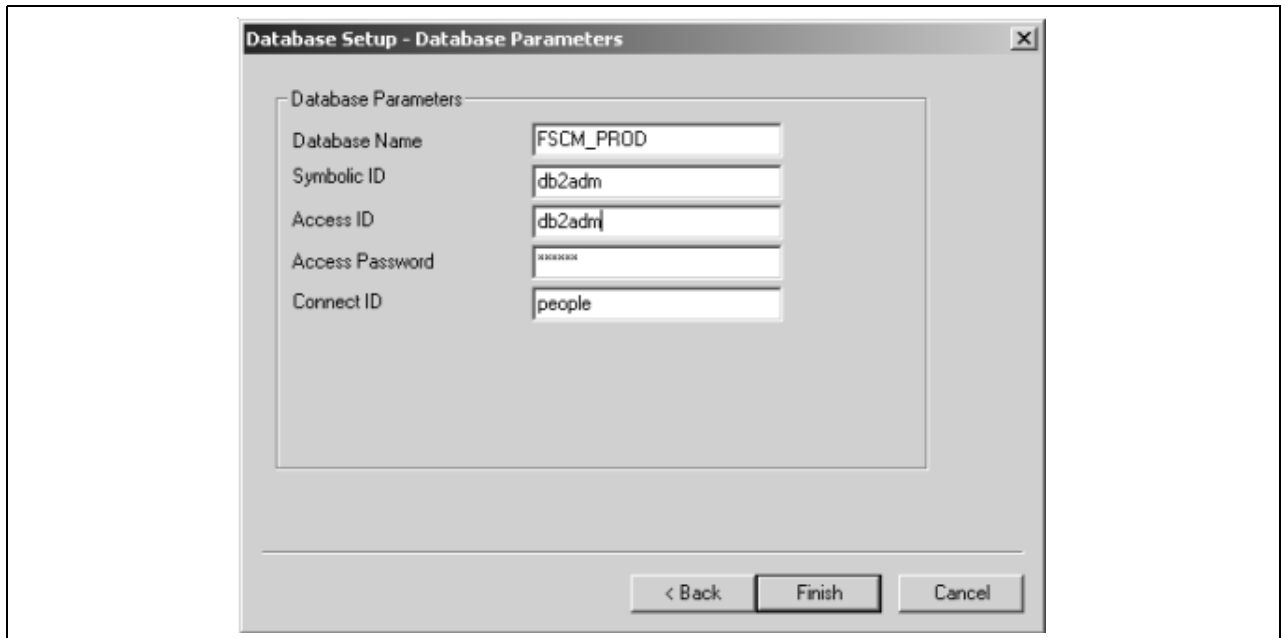 Database Setup - Database Parameters
Database Parameters
Database Name FSCM_PROD
Symbolic ID db2adm
Access ID db2adm
Access Password ******
Connect ID people
< Back Finish Cancel